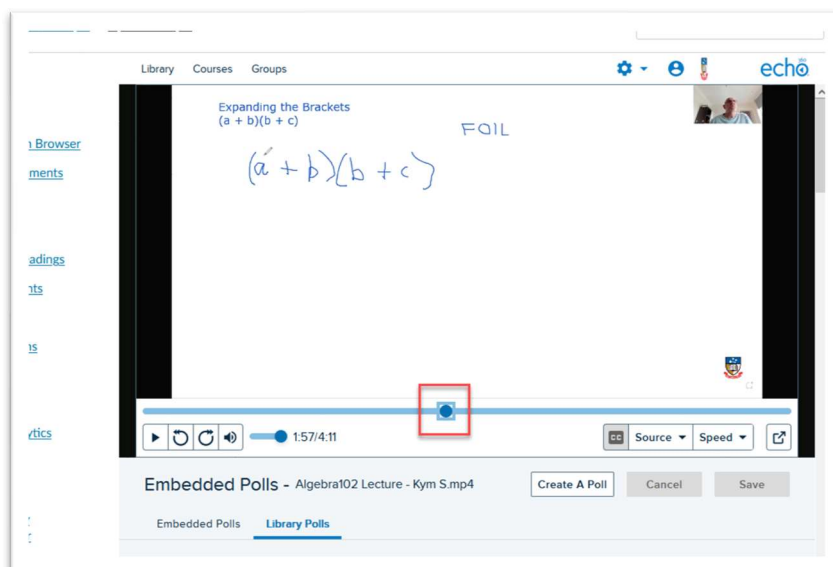 Library Courses Groups
echo
Expanding the Brackets
(a + b)(b + c)
FOIL
(a + b)(b + c)
n Browser
ments
adings
nts
ns
ytics
1:57/4:11
CC Source Speed
Embedded Polls - Algebra102 Lecture - Kym S.mp4
Create A Poll Cancel Save
Embedded Polls Library Polls